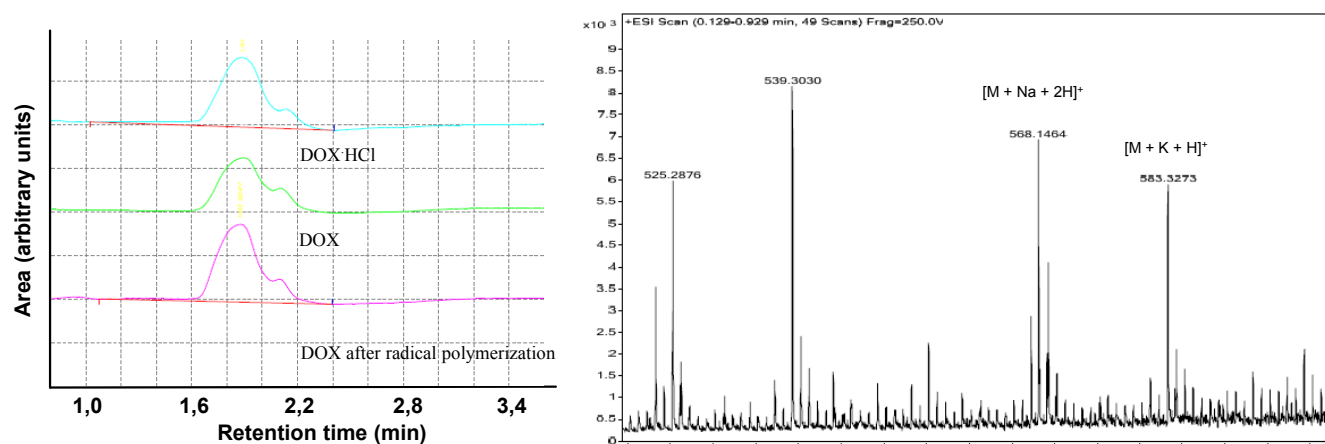 Area (arbitrary units)
DOX·HCl
DOX
DOX after radical polymerization
1,0 1,6 2,2 2,8 3,4
Retention time (min)
×10 3
+ESI Scan (0.129-0.929 min, 49 Scans) Frag=250.0V
9
8.5
8
7.5
7
6.5
6
5.5
5
4.5
4
3.5
3
2.5
2
1.5
1
0.5
0
525.2876
539.3030
[M + Na + 2H]+
568.1464
[M + K + H]+
583.3273